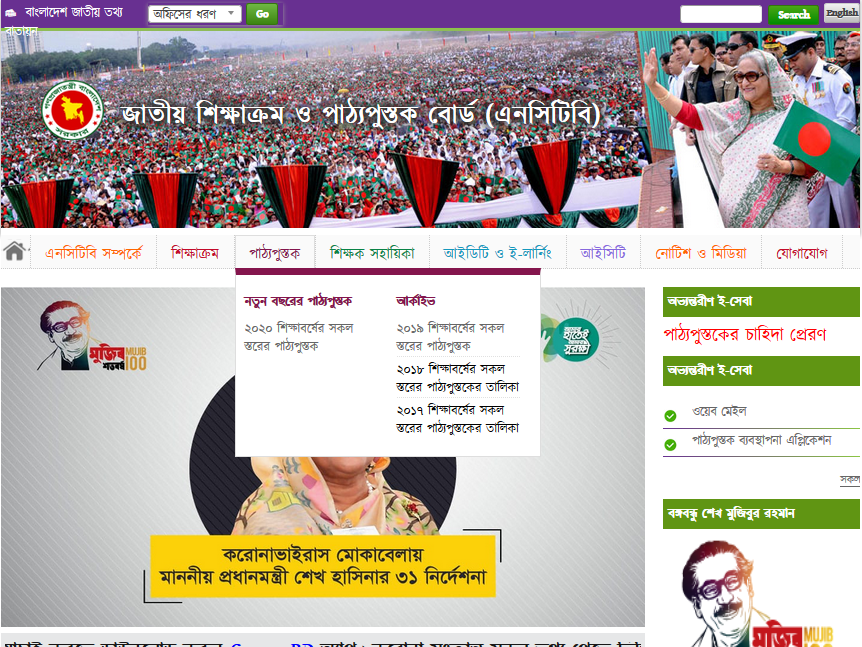 বাংলাদেশ জাতীয় তথ্য
বাতায়ন
অফিসের ধরণ
Go
Search
English
জাতীয় শিক্ষাক্রম ও পাঠ্যপুস্তক বোর্ড (এনসিটিবি)
এনসিটিবি সম্পর্কে
শিক্ষাক্রম
পাঠ্যপুস্তক
শিক্ষক সহায়িকা
আইডিটি ও ই-লার্নিং
আইসিটি
নোটিশ ও মিডিয়া
যোগাযোগ
নতুন বছরের পাঠ্যপুস্তক
২০২০ শিক্ষাবর্ষের সকল
স্তরের পাঠ্যপুস্তক
আর্কাইভ
২০১৯ শিক্ষাবর্ষের সকল
স্তরের পাঠ্যপুস্তক
২০১৮ শিক্ষাবর্ষের সকল
স্তরের পাঠ্যপুস্তকের তালিকা
২০১৭ শিক্ষাবর্ষের সকল
স্তরের পাঠ্যপুস্তকের তালিকা
মুজিব MUJIB
শতবর্ষ 100
করোনাভাইরাস মোকাবেলায়
মাননীয় প্রধানমন্ত্রী শেখ হাসিনার ৩১ নির্দেশনা
অভ্যন্তরীণ ই-সেবা
পাঠ্যপুস্তকের চাহিদা প্রেরণ
অভ্যন্তরীণ ই-সেবা
ওয়েব মেইল
পাঠ্যপুস্তক ব্যবস্থাপনা এপ্লিকেশন
সকল
বঙ্গবন্ধু শেখ মুজিবুর রহমান
মুজিব MUJIB
100